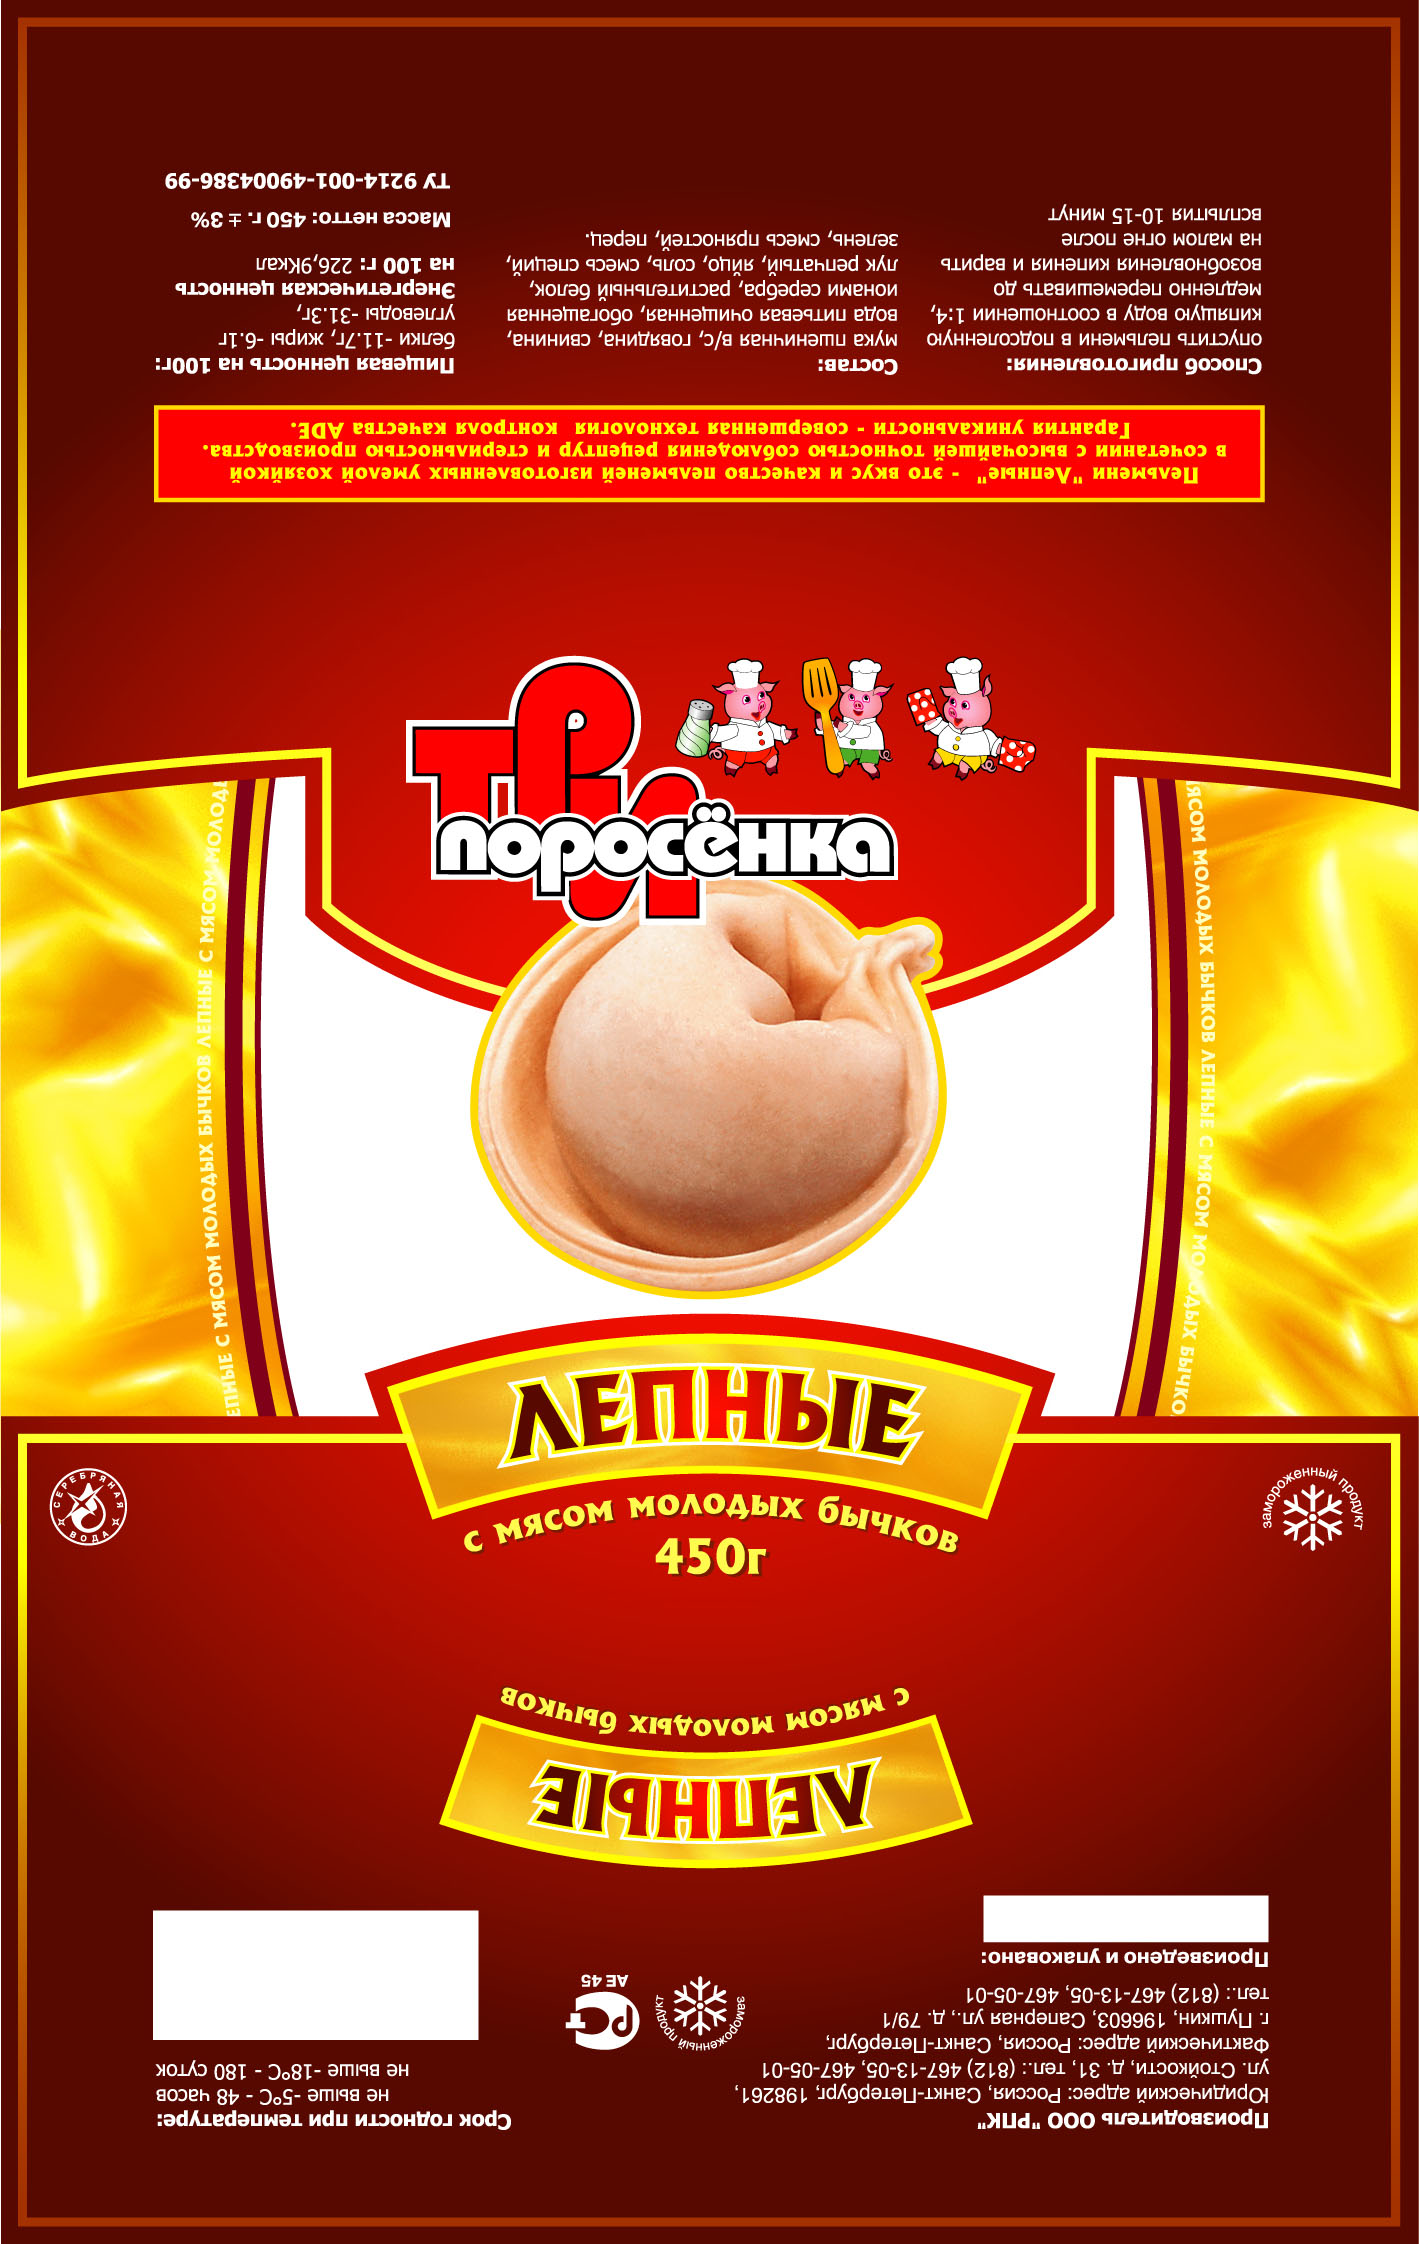 Способ приготовления:
опустить пельмени в подсоленную
кипящую воду в соотношении 1:4,
медленно перемешивать до
возобновления кипения и варить
на малом огне после
всплытия 10-15 минут
Состав:
мука пшеничная в/с, говядина, свинина,
вода питьевая очищенная, обогащенная
ионами серебра, растительный белок,
лук репчатый, яйцо, соль, смесь специй,
зелень, смесь пряностей, перец.
Пищевая ценность на 100г:
белки -11.7г, жиры -6.1г
углеводы -31.3г,
Энергетическая ценность
на 100 г: 226,9Ккал
Масса нетто: 450 г. ± 3%
ТУ 9214-001-49004386-99
Пельмени "Лепные" - это вкус и качество пельменей изготовленных умелой хозяйкой
в сочетании с высочайшей точностью соблюдения рецептур и стерильностью производства.
Гарантия уникальности - совершенная технология контроля качества ADE.
ТРИ
поросёнка
ЕПНЫЕ С МЯСОМ МОЛОДЫХ БЫЧКОВ ЛЕПНЫЕ С МЯСОМ МОЛОДЕ
ЯСОМ МОЛОДЫХ БЫЧКОВ ЛЕПНЫЕ С МЯСОМ МОЛОДЫХ БЫЧКО
ЛЕПНЫЕ
с мясом молодых бычков
450г
СЕРЕБРЯНАЯ
ВОДА
замороженный продукт
ЛЕПНЫЕ
с мясом молодых бычков
Производитель ООО "РПК"
Юридический адрес: Россия, Санкт-Петербург, 198261,
ул. Стойкости, д. 31, тел.: (812) 467-13-05, 467-05-01
Фактический адрес: Россия, Санкт-Петербург,
г. Пушкин, 196603, Саперная ул., д. 79/1
тел.: (812) 467-13-05, 467-05-01
Произведено и упаковано:
замороженный продукт
АЕ 45
Срок годности при температуре:
не выше -5°С - 48 часов
не выше -18°С - 180 суток